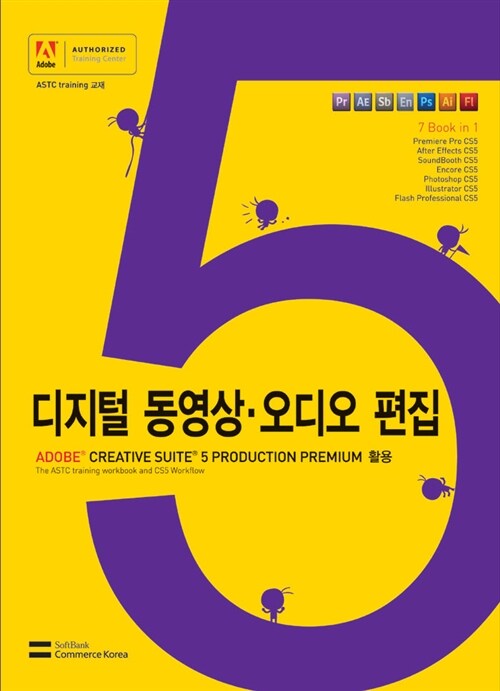 Adobe
AUTHORIZED
Training Center
ASTC training 교재
5
Pr AE Sb En Ps Ai Fl
7 Book in 1
Premiere Pro CS5
After Effects CS5
SoundBooth CS5
Encore CS5
Photoshop CS5
Illustrator CS5
Flash Professional CS5
디지털 동영상·오디오 편집
ADOBE® CREATIVE SUITE® 5 PRODUCTION PREMIUM 활용
The ASTC training workbook and CS5 Workflow
SoftBank
Commerce Korea